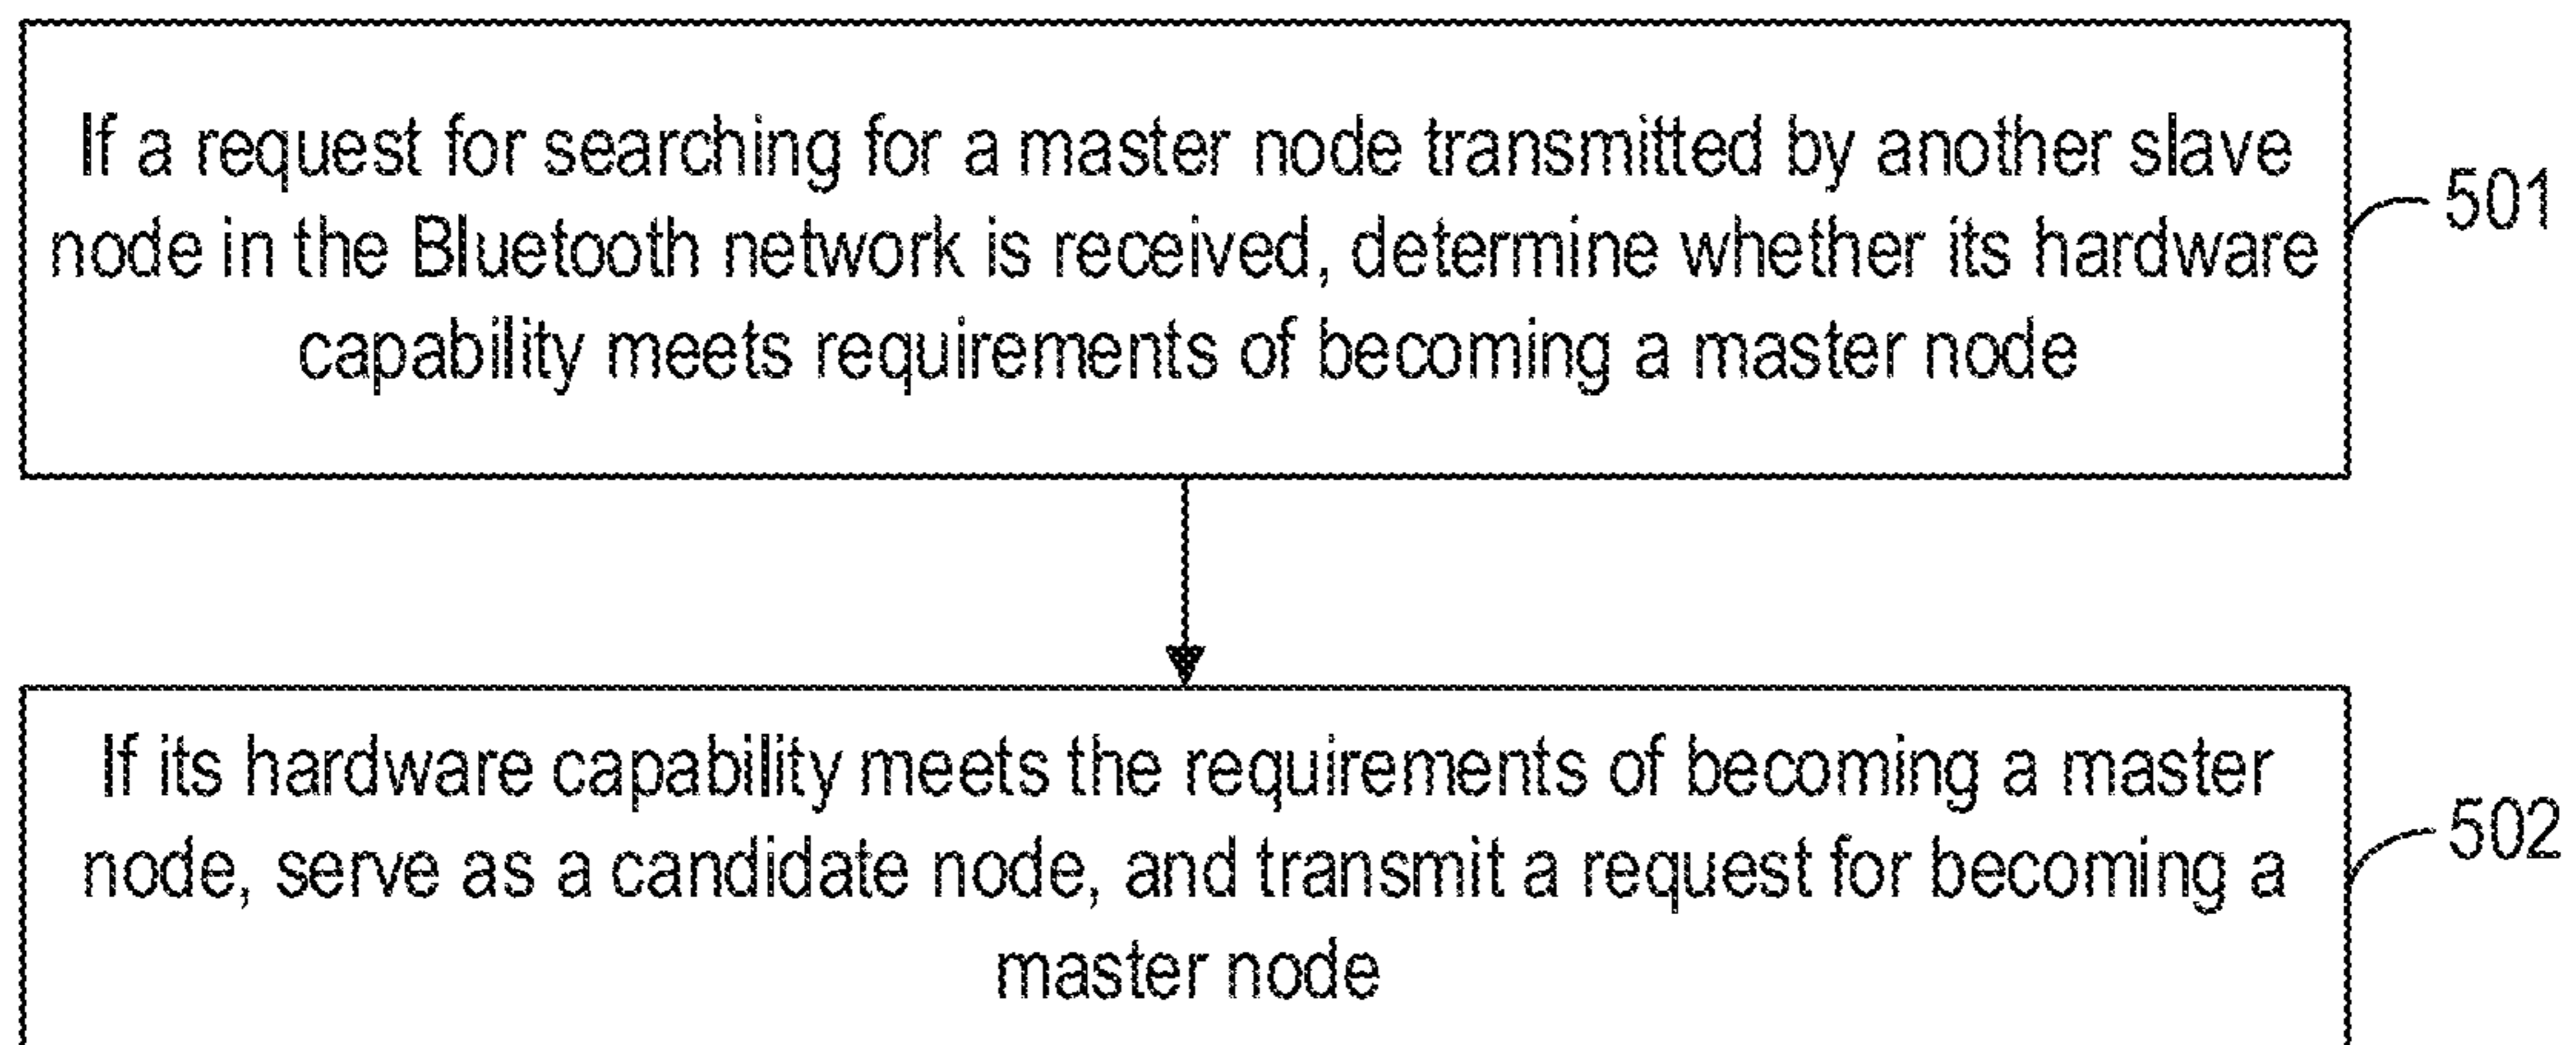 If a request for searching for a master node transmitted by another slave
node in the Bluetooth network is received, determine whether its hardware
capability meets requirements of becoming a master node
501
If its hardware capability meets the requirements of becoming a master
node, serve as a candidate node, and transmit a request for becoming a
master node
502